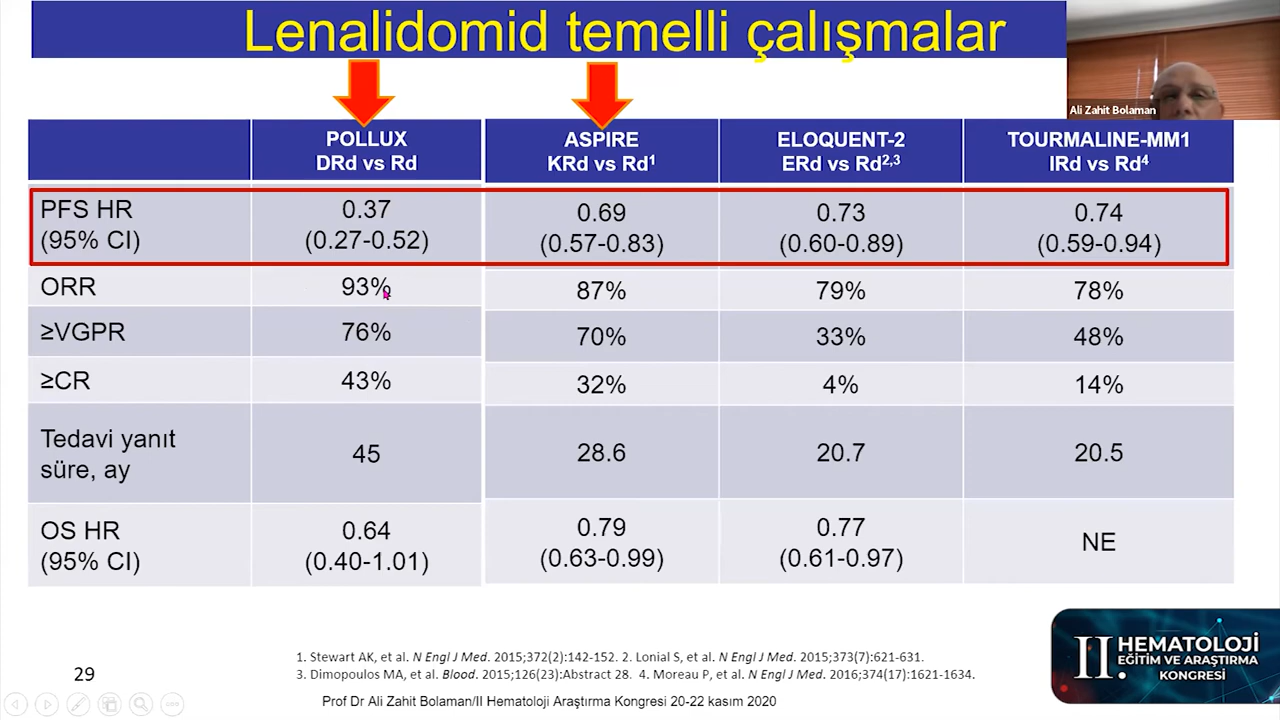 Lenalidomid temelli çalışmalar
Ali Zahit Bolaman
POLLUX
DRd vs Rd
ASPIRE
KRd vs Rd¹
ELOQUENT-2
ERd vs Rd²,³
TOURMALINE-MM1
IRd vs Rd⁴
PFS HR
(95% CI)
0.37
(0.27-0.52)
0.69
(0.57-0.83)
0.73
(0.60-0.89)
0.74
(0.59-0.94)
ORR
93%
87%
79%
78%
≥VGPR
76%
70%
33%
48%
≥CR
43%
32%
4%
14%
Tedavi yanıt
süre, ay
45
28.6
20.7
20.5
OS HR
(95% CI)
0.64
(0.40-1.01)
0.79
(0.63-0.99)
0.77
(0.61-0.97)
NE
1. Stewart AK, et al. N Engl J Med. 2015;372(2):142-152. 2. Lonial S, et al. N Engl J Med. 2015;373(7):621-631.
3. Dimopoulos MA, et al. Blood. 2015;126(23):Abstract 28. 4. Moreau P, et al. N Engl J Med. 2016;374(17):1621-1634.
29
Prof Dr Ali Zahit Bolaman/II Hematoloji Araştırma Kongresi 20-22 kasım 2020
II. HEMATOLOJİ
EĞİTİM VE ARAŞTIRMA
KONGRESİ